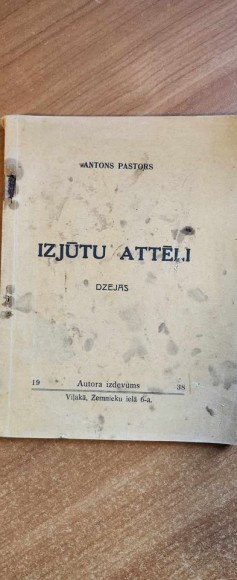 ANTONS PASTORS
IZJŪTU ATTĒLI
DZEJAS
19 Autora izdevums 38
Viļakā, Zemnieku ielā 6-a.